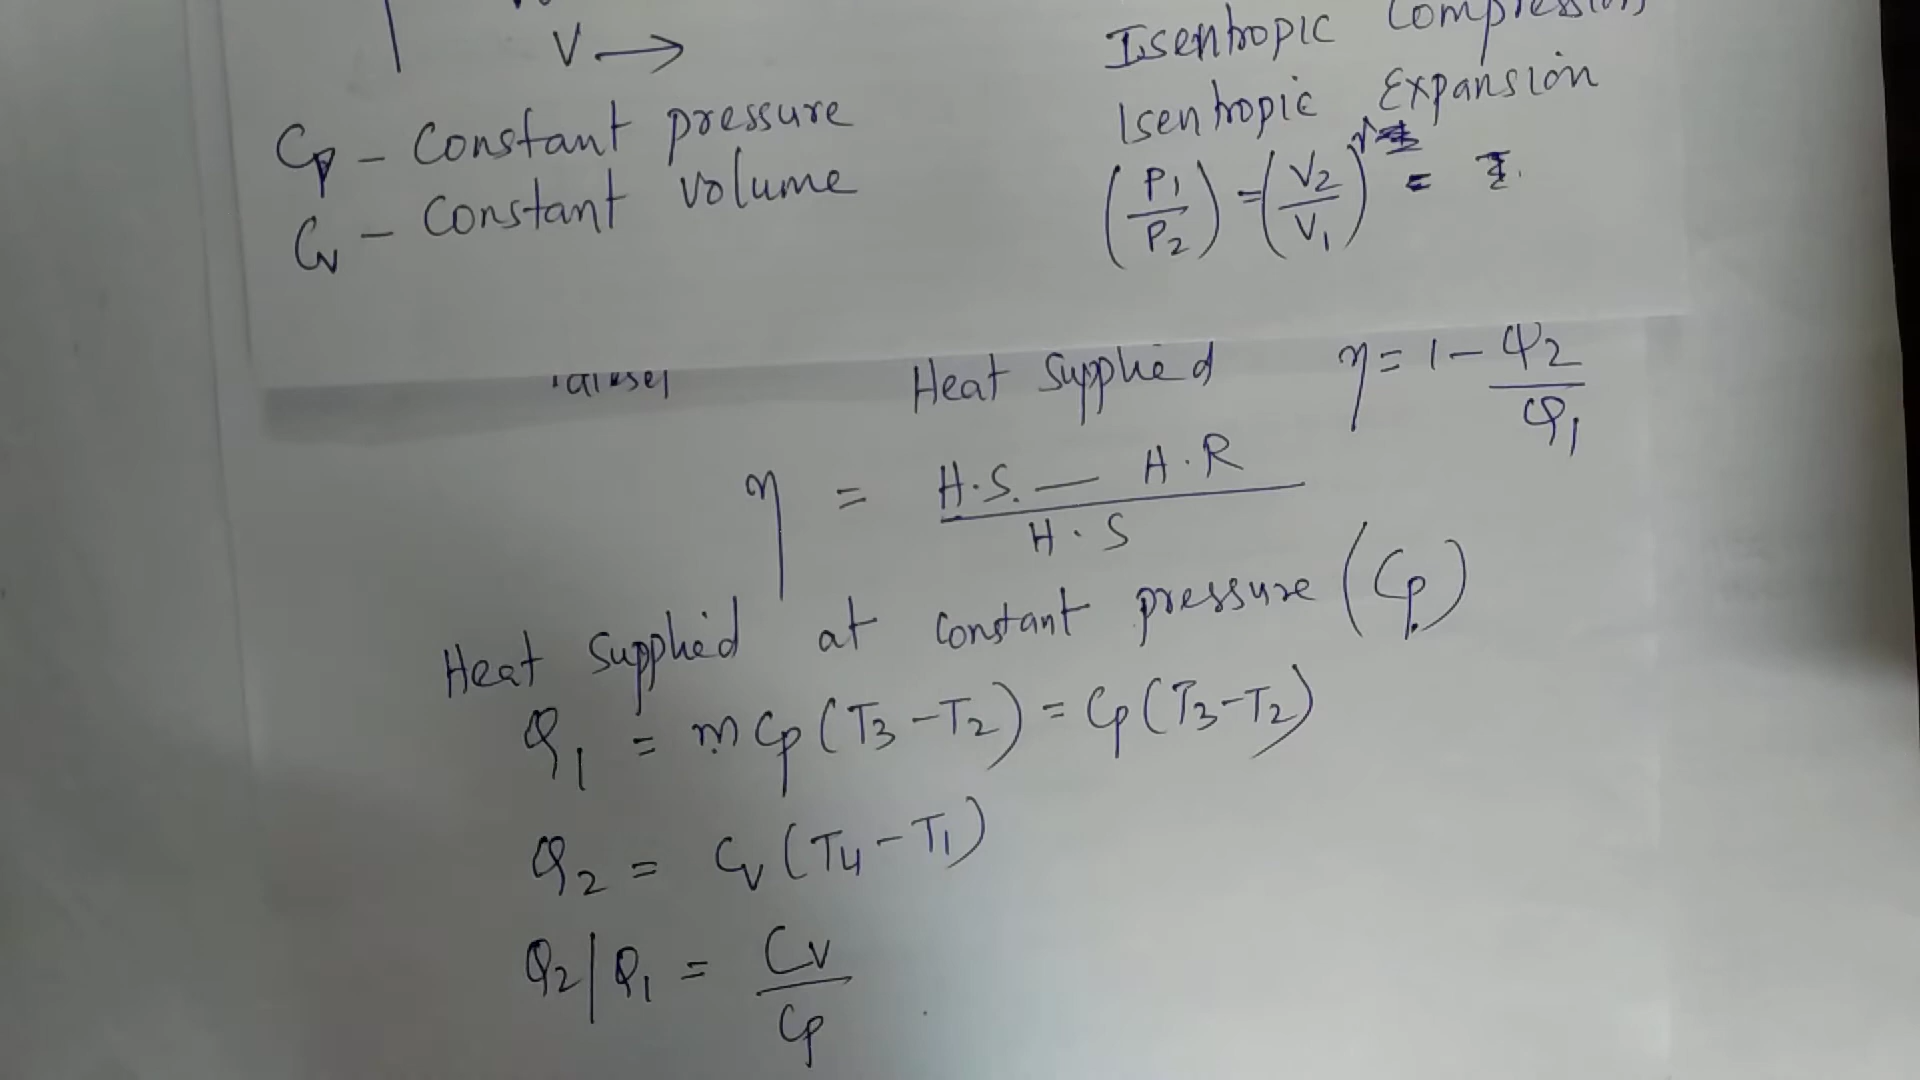 V →
Cp - Constant pressure
Cv - Constant volume
Isentropic Compression
Isentropic Expansion
(P1/P2) = (V2/V1)^γ =
Heat Supplied
η = 1 - Q2/Q1
η = H.S. - H.R / H.S
Heat Supplied at constant pressure (Cp)
Q1 = m Cp (T3 - T2) = Cp (T3 - T2)
Q2 = Cv (T4 - T1)
Q2/Q1 = Cv/Cp